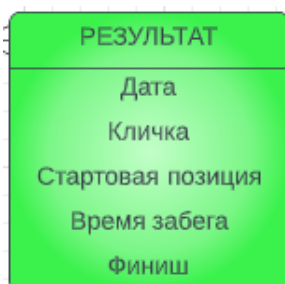 РЕЗУЛЬТАТ
Дата
Кличка
Стартовая позиция
Время забега
Финиш